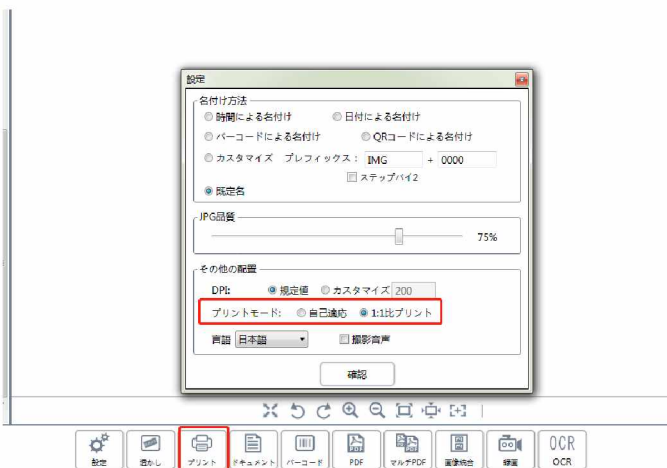 設定
名付け方法
時間による名付け 日付による名付け
バーコードによる名付け QRコードによる名付け
カスタマイズ プレフィックス: IMG + 0000
ステップバイ2
既定名
JPG品質
75%
その他の配置
DPI: 規定値 カスタマイズ 200
プリントモード: 自己適応 1:1比プリント
言語 日本語 撮影音声
確認
設定 透かし プリント ドキュメント バーコード PDF マルチPDF 画像結合 録画 OCR OCR